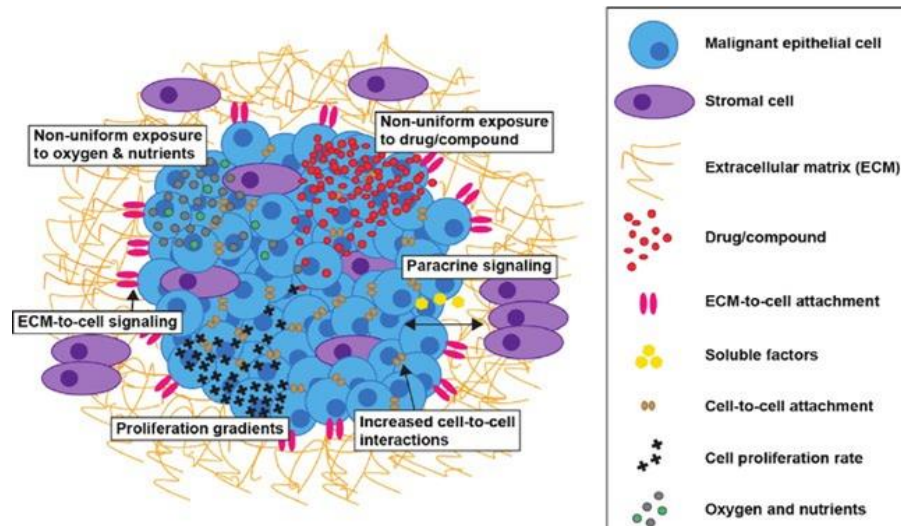 Non-uniform exposure
to oxygen & nutrients
Non-uniform exposure
to drug/compound
Paracrine signaling
ECM-to-cell signaling
Proliferation gradients
Increased cell-to-cell
interactions
Malignant epithelial cell
Stromal cell
Extracellular matrix (ECM)
Drug/compound
ECM-to-cell attachment
Soluble factors
Cell-to-cell attachment
Cell proliferation rate
Oxygen and nutrients